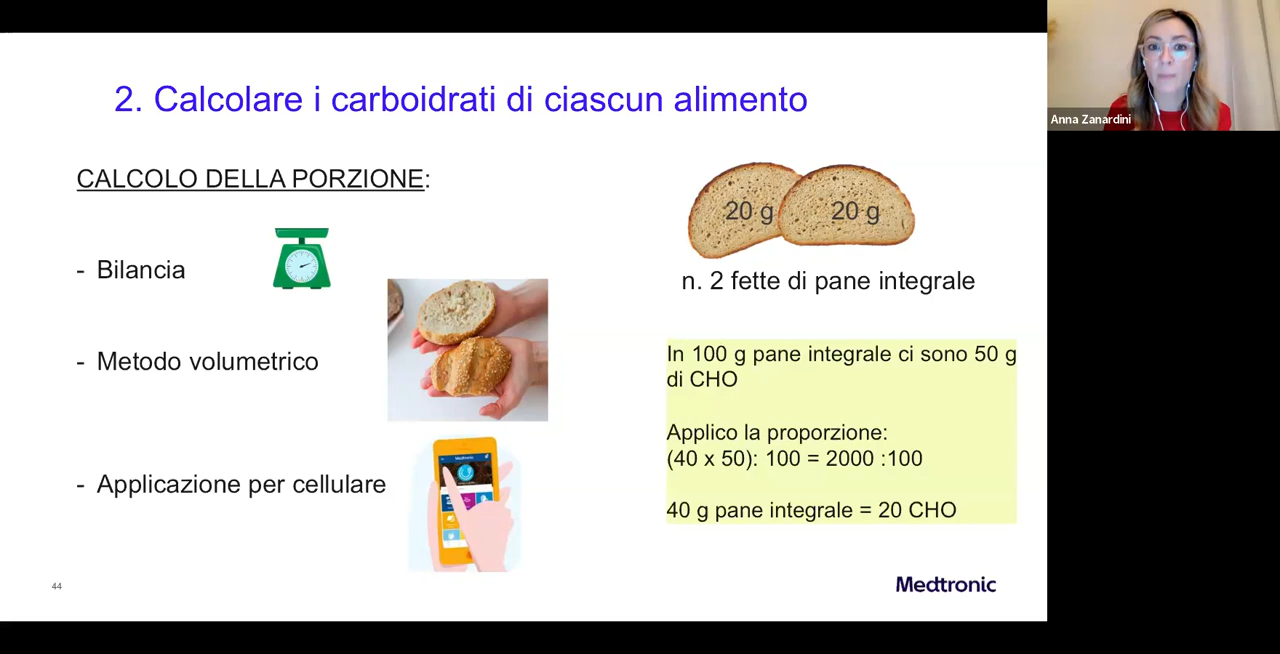 2. Calcolare i carboidrati di ciascun alimento
Anna Zanardini
CALCOLO DELLA PORZIONE:
- Bilancia
- Metodo volumetrico
- Applicazione per cellulare
20 g 20 g
n. 2 fette di pane integrale
In 100 g pane integrale ci sono 50 g
di CHO
Applico la proporzione:
(40 x 50): 100 = 2000 :100
40 g pane integrale = 20 CHO
Medtronic
44
Medtronic